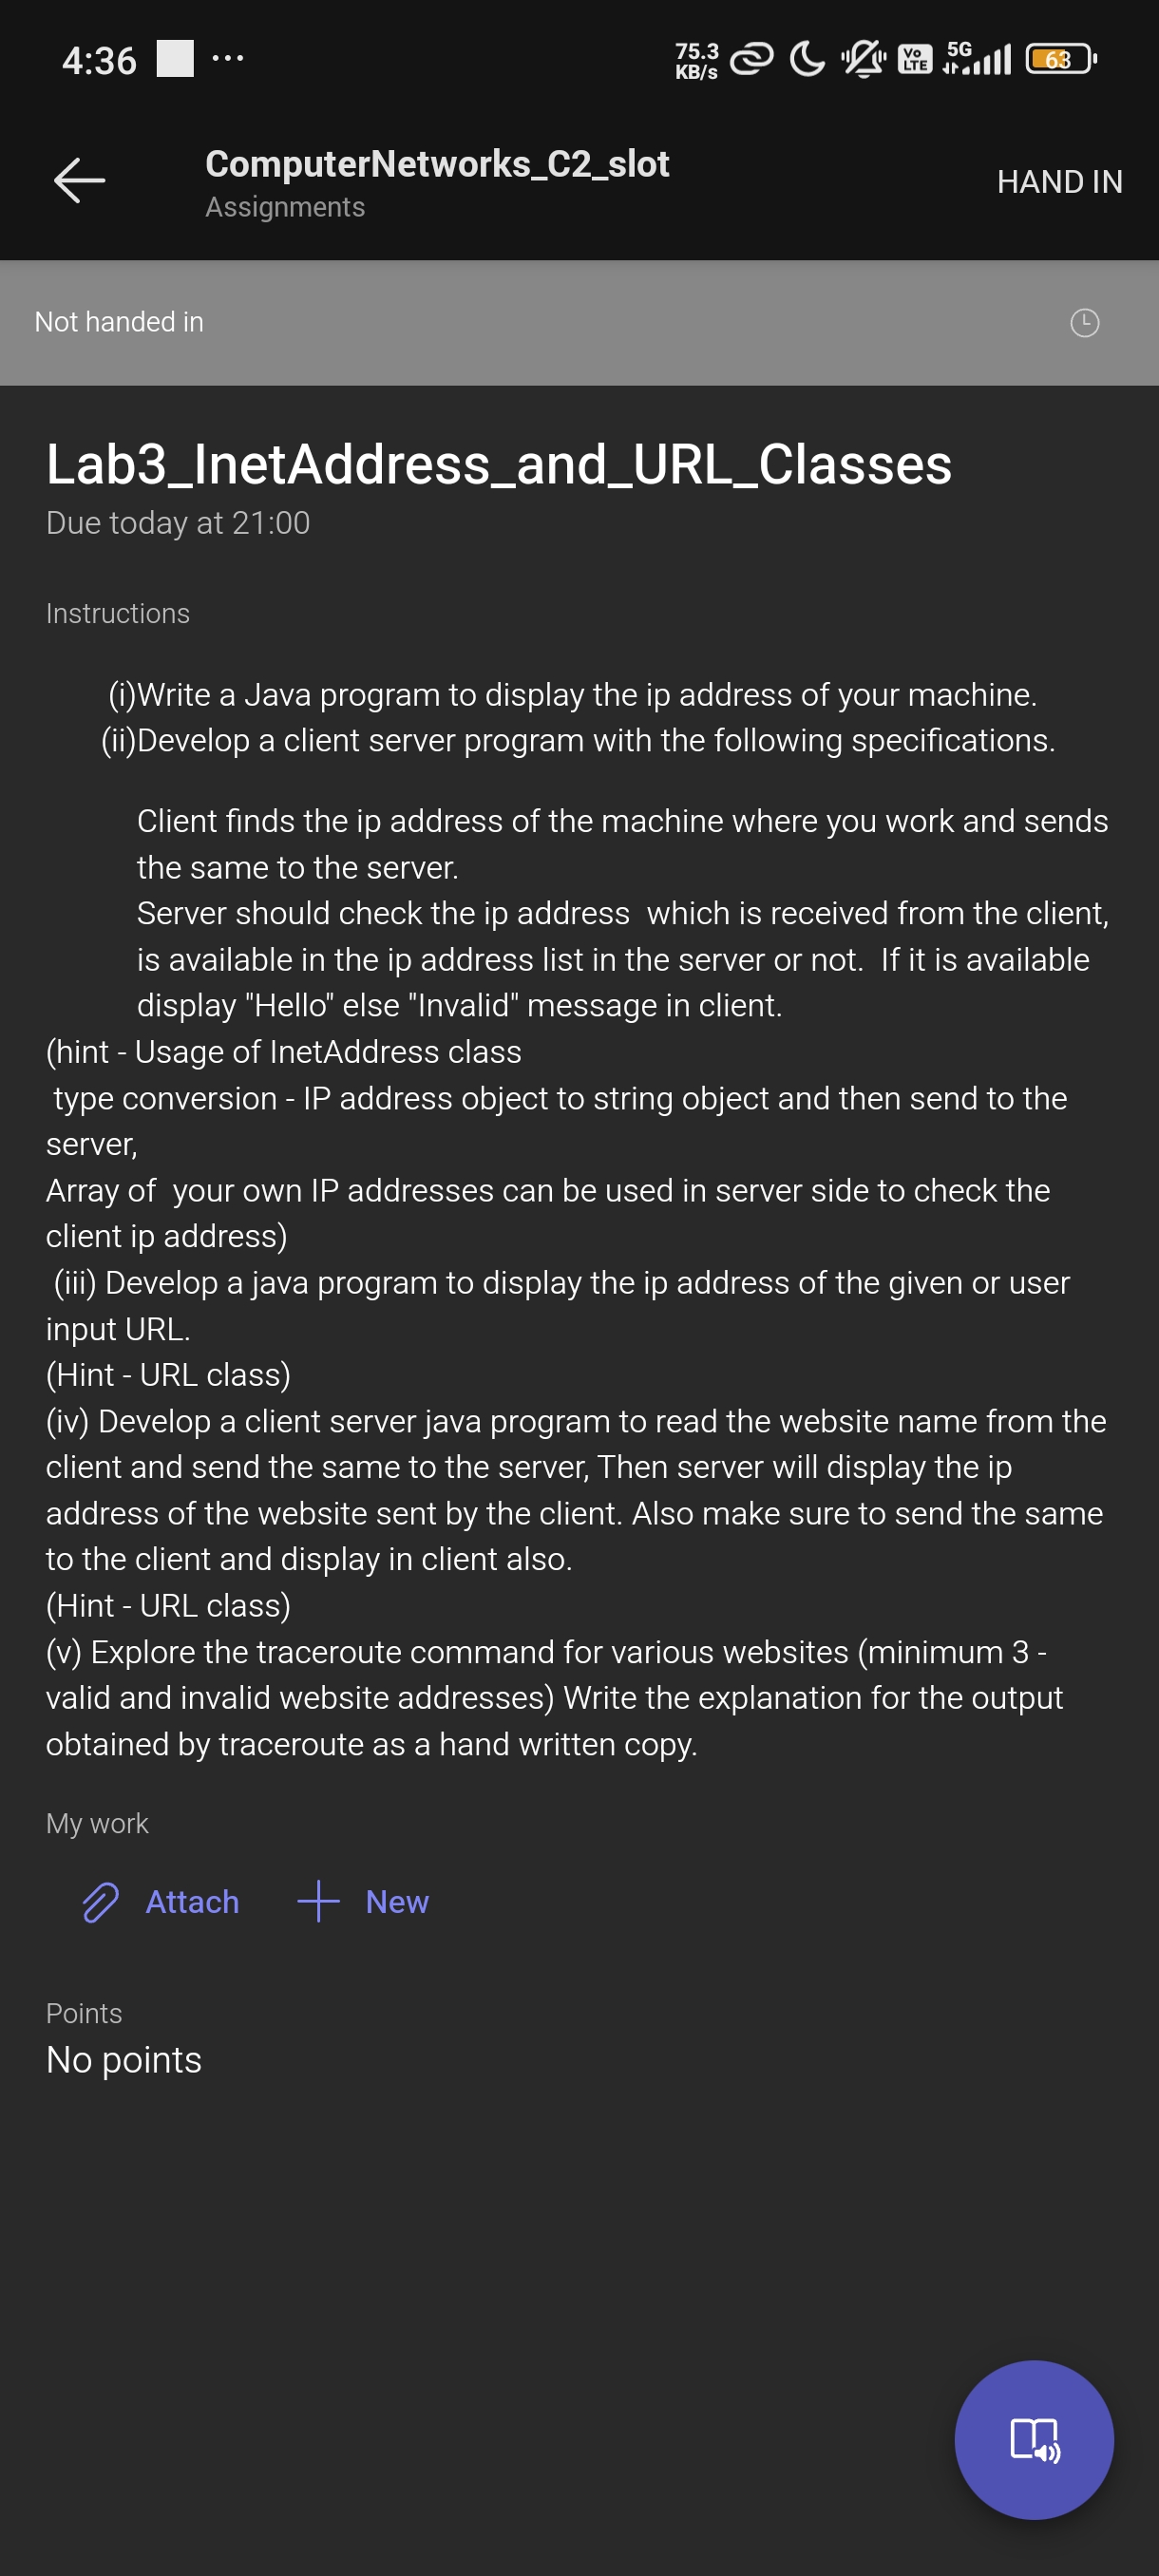 4:36 ... 75.3 KB/s Vo LTE 5G 63
ComputerNetworks_C2_slot
Assignments
HAND IN
Not handed in
Lab3_InetAddress_and_URL_Classes
Due today at 21:00
Instructions
(i)Write a Java program to display the ip address of your machine.
(ii)Develop a client server program with the following specifications.
Client finds the ip address of the machine where you work and sends
the same to the server.
Server should check the ip address  which is received from the client,
is available in the ip address list in the server or not.  If it is available
display "Hello" else "Invalid" message in client.
(hint - Usage of InetAddress class
type conversion - IP address object to string object and then send to the
server,
Array of  your own IP addresses can be used in server side to check the
client ip address)
(iii) Develop a java program to display the ip address of the given or user
input URL.
(Hint - URL class)
(iv) Develop a client server java program to read the website name from the
client and send the same to the server, Then server will display the ip
address of the website sent by the client. Also make sure to send the same
to the client and display in client also.
(Hint - URL class)
(v) Explore the traceroute command for various websites (minimum 3 -
valid and invalid website addresses) Write the explanation for the output
obtained by traceroute as a hand written copy.
My work
Attach
New
Points
No points